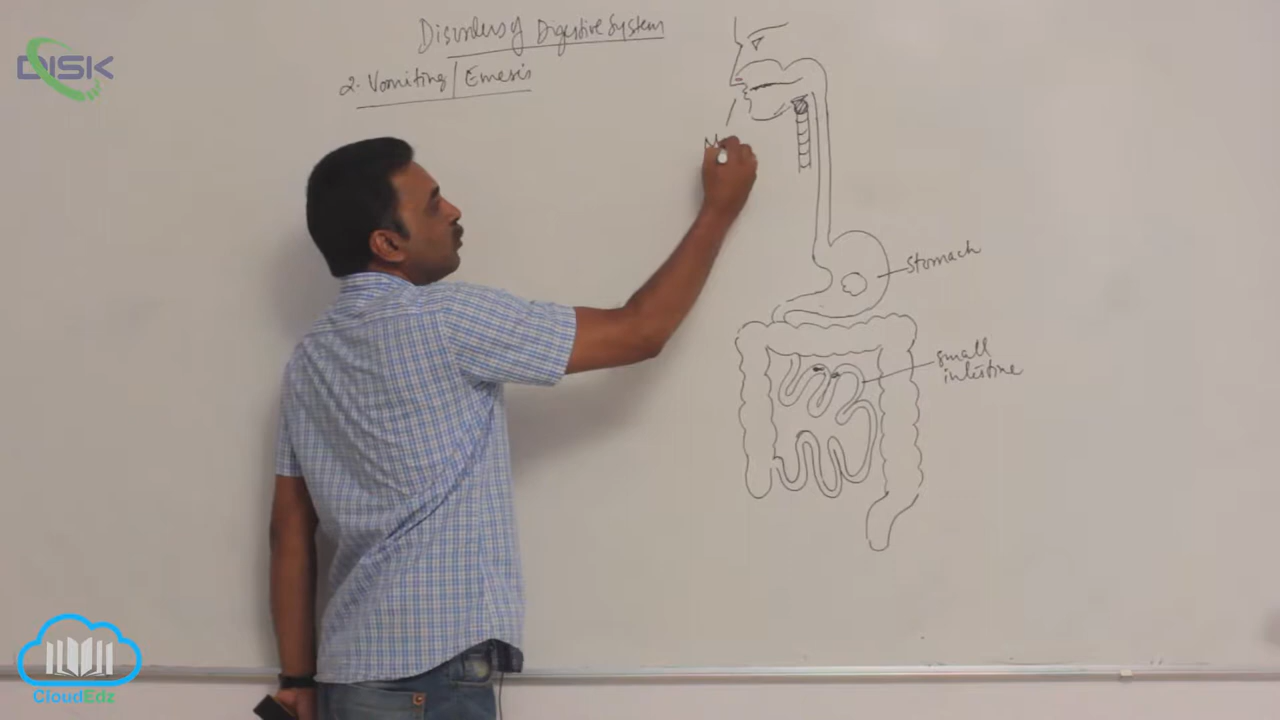 DISK
Disorders of Digestive System
2. Vomiting | Emesis
M
stomach
small
intestine
CloudEdz